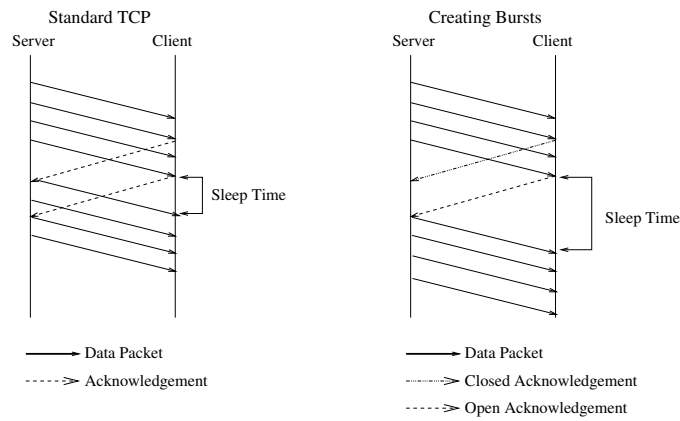 Standard TCP
Server
Client
Sleep Time
Data Packet
Acknowledgement
Creating Bursts
Server
Client
Sleep Time
Data Packet
Closed Acknowledgement
Open Acknowledgement